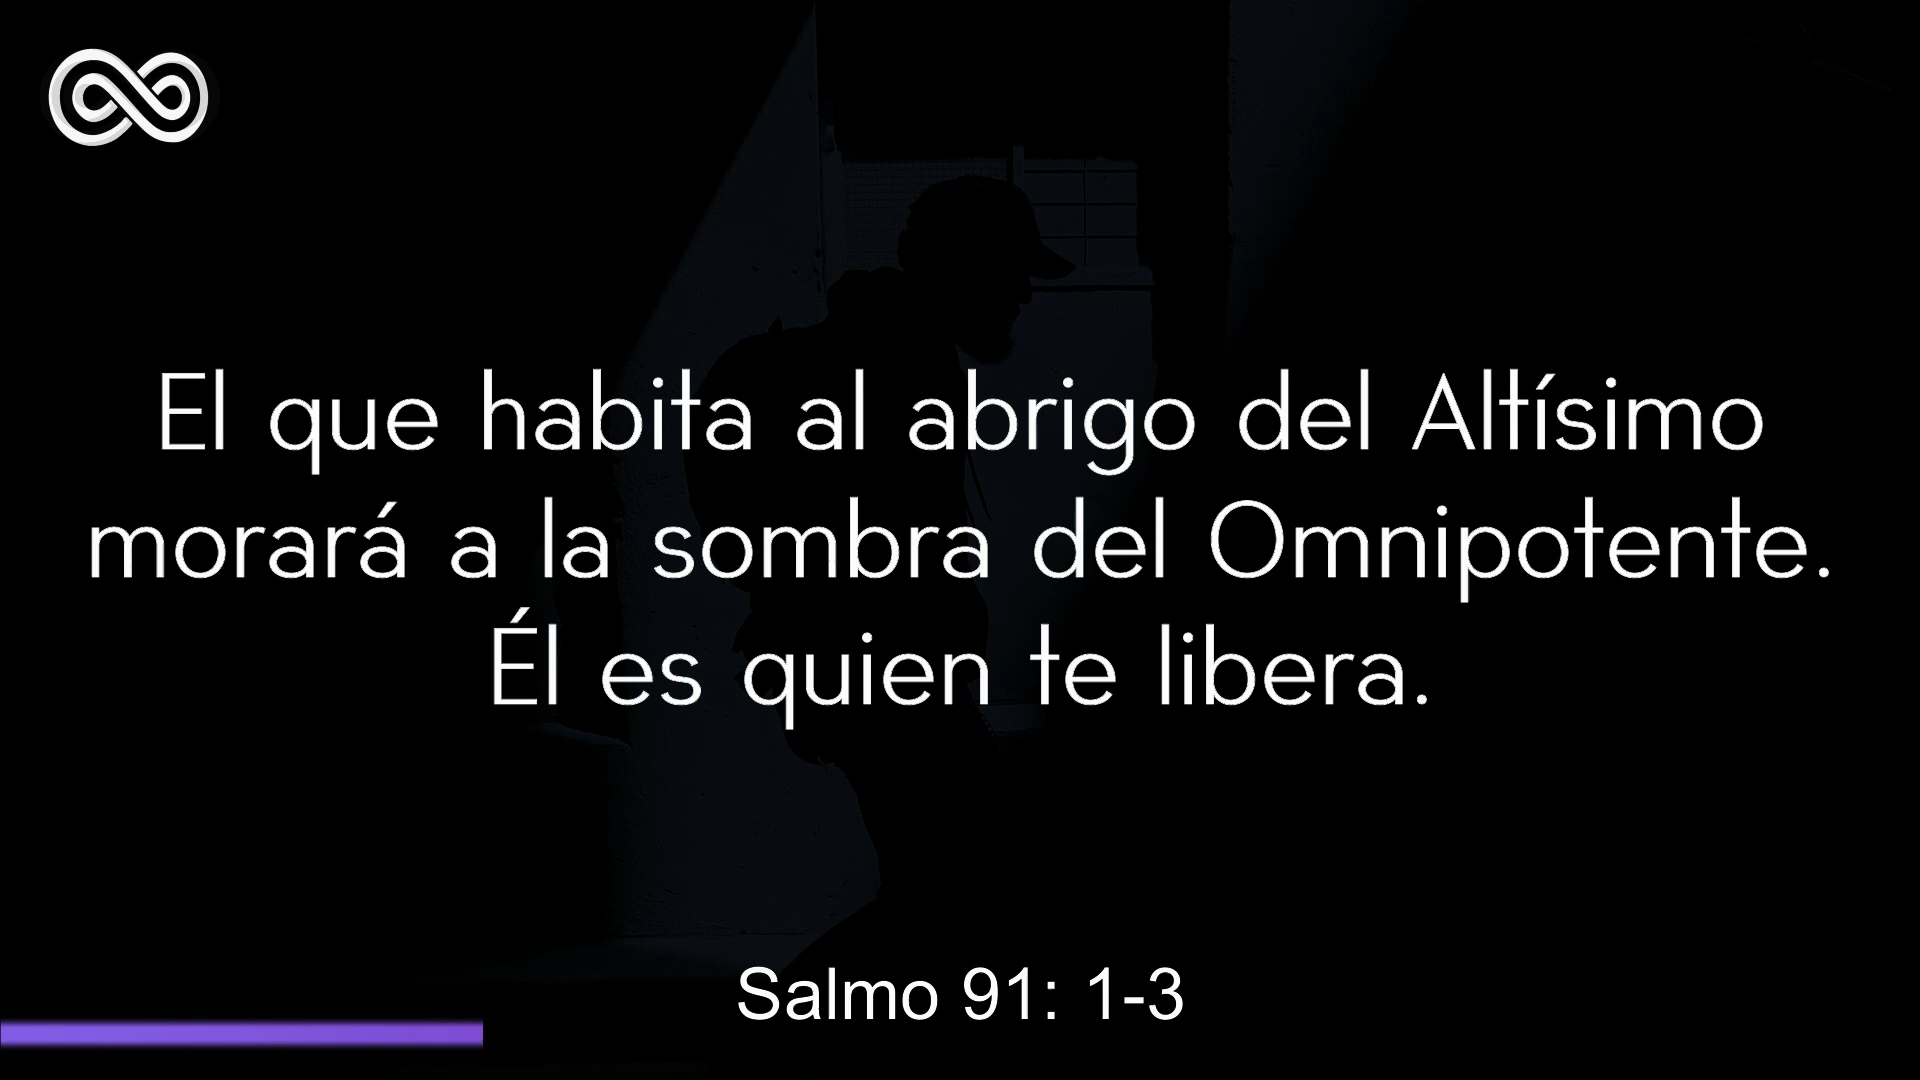 El que habita al abrigo del Altísimo
morará a la sombra del Omnipotente.
Él es quien te libera.
Salmo 91: 1-3